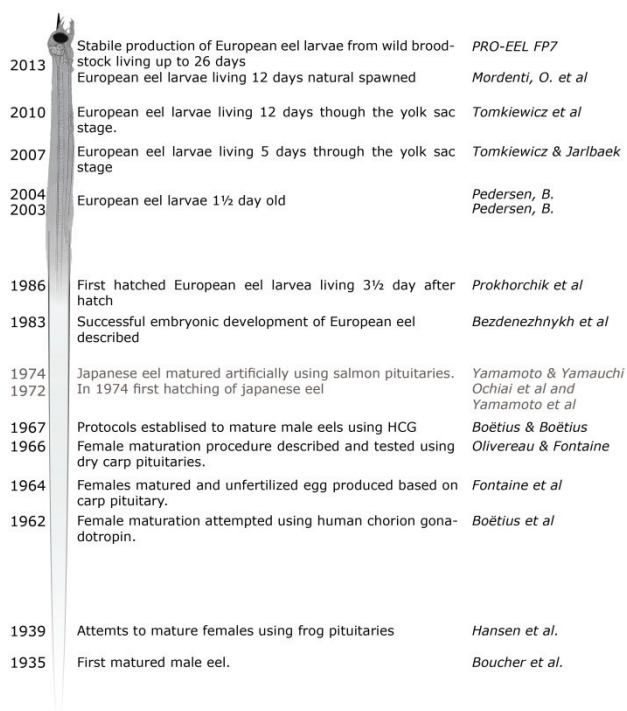 Stabile production of European eel larvae from wild brood- PRO-EEL FP7
2013 stock living up to 26 days
European eel larvae living 12 days natural spawned Mordenti, O. et al
2010 European eel larvae living 12 days though the yolk sac Tomkiewicz et al
stage.
2007 European eel larvae living 5 days through the yolk sac Tomkiewicz & Jarlbaek
stage
2004 Pedersen, B.
European eel larvae 1½ day old
2003 Pedersen, B.
1986 First hatched European eel larvea living 3½ day after Prokhorchik et al
hatch
1983 Successful embryonic development of European eel Bezdenezhnykh et al
described
1974 Japanese eel matured artificially using salmon pituitaries. Yamamoto & Yamauchi
1972 In 1974 first hatching of japanese eel Ochiai et al and
Yamamoto et al
1967 Protocols establised to mature male eels using HCG Boëtius & Boëtius
1966 Female maturation procedure described and tested using Olivereau & Fontaine
dry carp pituitaries.
1964 Females matured and unfertilized egg produced based on Fontaine et al
carp pituitary.
1962 Female maturation attempted using human chorion gona- Boëtius et al
dotropin.
1939 Attemts to mature females using frog pituitaries Hansen et al.
1935 First matured male eel. Boucher et al.